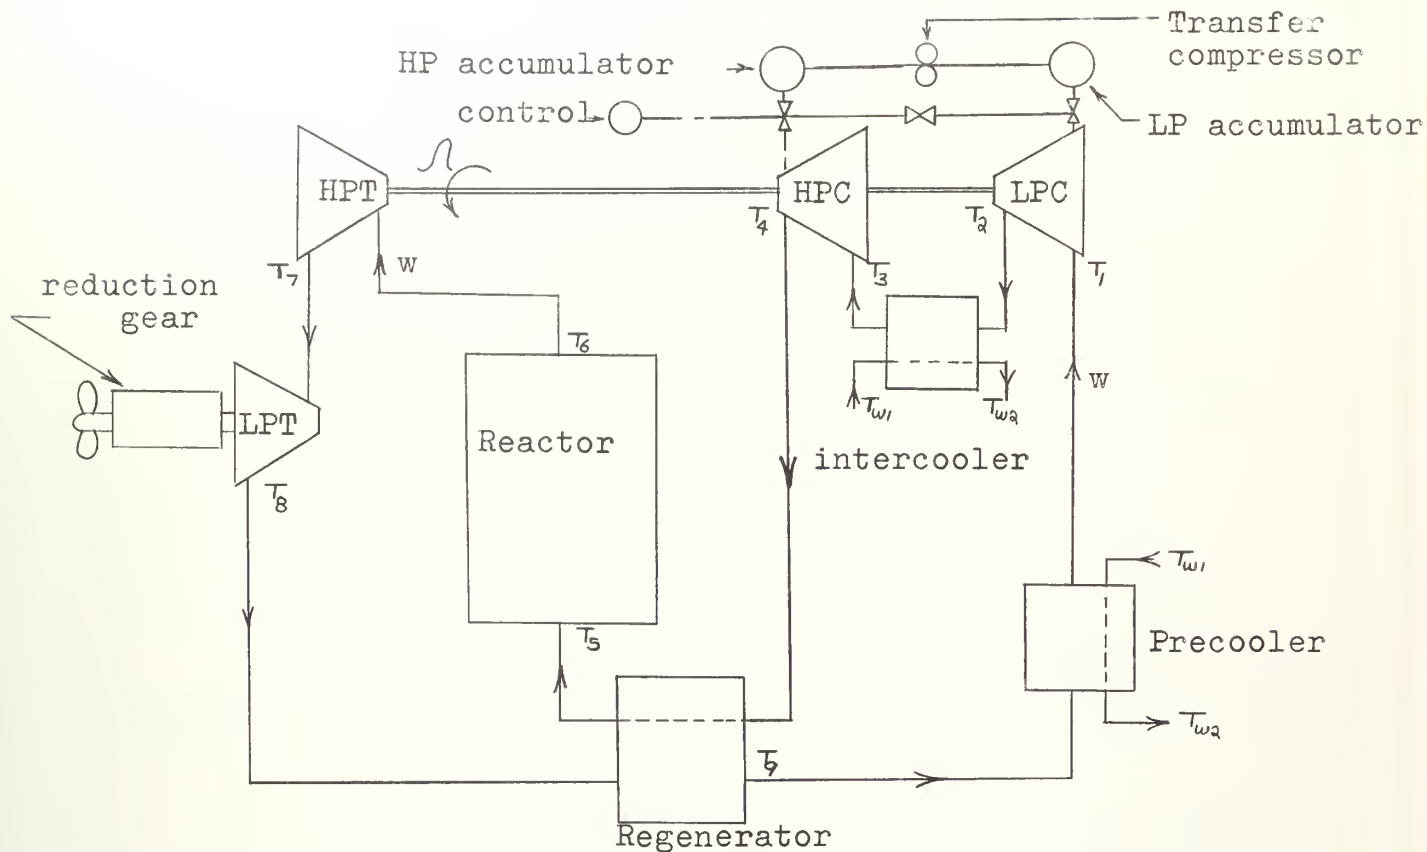 Transfer
compressor
HP accumulator
control
LP accumulator
HPT
Ω
HPC
LPC
T4
T2
T7
W
T3
T1
reduction
gear
T6
W
LPT
Reactor
Tw1
Tw2
intercooler
T8
Tw1
T5
Precooler
Tw2
T9
Regenerator